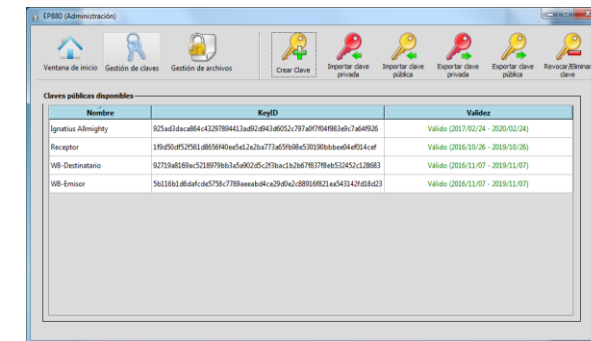 EP880 (Administración)
Ventana de inicio Gestión de claves Gestión de archivos Crear Clave Importar clave privada Importar clave pública Exportar clave privada Exportar clave pública Revocar/Eliminar clave
Claves públicas disponibles
Nombre KeyID Validez
Ignatius Allmighty 925ad3daca864c43297894413ad92d943d6052c797a0f7f04f983e9c7a64f926 Válido (2017/02/24 - 2020/02/24)
Receptor 1f9d50df52f561d8656f40ee5e12e2ba773a65fb98e530190bbbee04ef014cef Válido (2016/10/26 - 2019/10/26)
WB-Destinatario 92719a8169ac5218979bb3a5a902d5c2f3bac1b2b67f837f8eb532452c128683 Válido (2016/11/07 - 2019/11/07)
WB-Emisor 5b116b1d6dafcde5758c7789aeeabd4ce29d0e2c88916f821ea543142fd18d23 Válido (2016/11/07 - 2019/11/07)